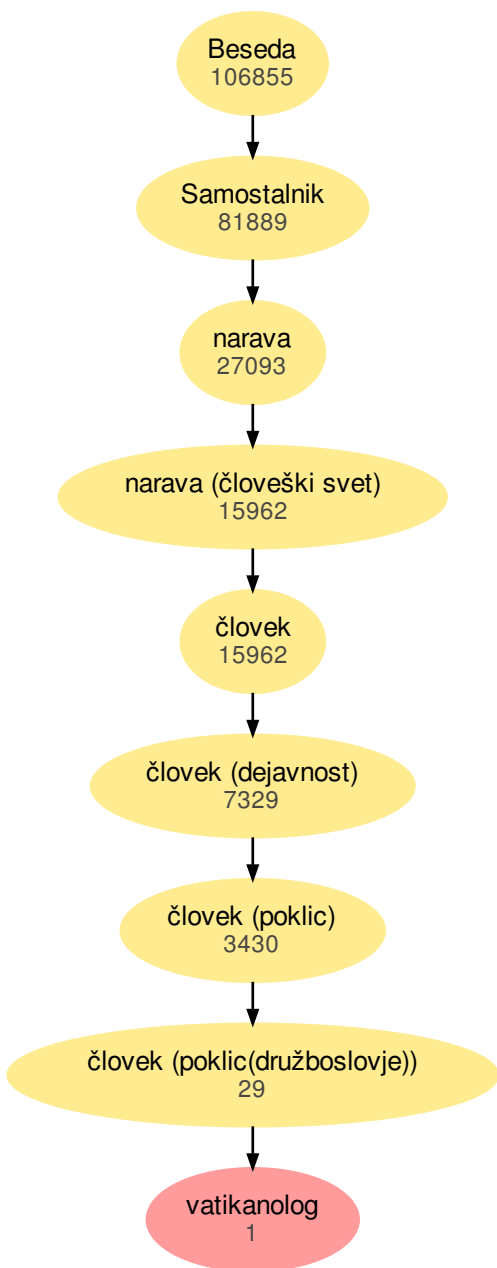 Beseda
106855
Samostalnik
81889
narava
27093
narava (človeški svet)
15962
človek
15962
človek (dejavnost)
7329
človek (poklic)
3430
človek (poklic(družboslovje))
29
vatikanolog
1